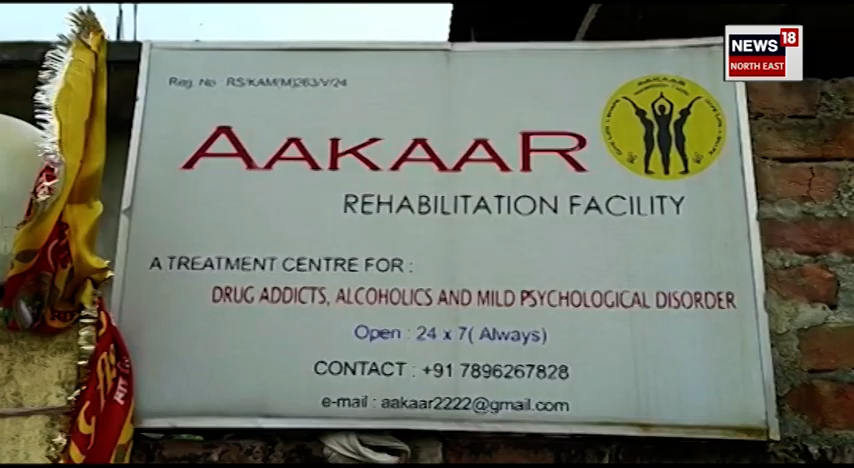 NEWS 18
NORTH EAST
Reg. No RS/KAM(M)263/V/24
AAKAAR
AAKAAR
REHABILITATION FACILITY
A TREATMENT CENTRE FOR :
DRUG ADDICTS, ALCOHOLICS AND MILD PSYCHOLOGICAL DISORDER
Open : 24 x 7( Always)
CONTACT : +91 7896267828
e-mail : aakaar2222@gmail.com